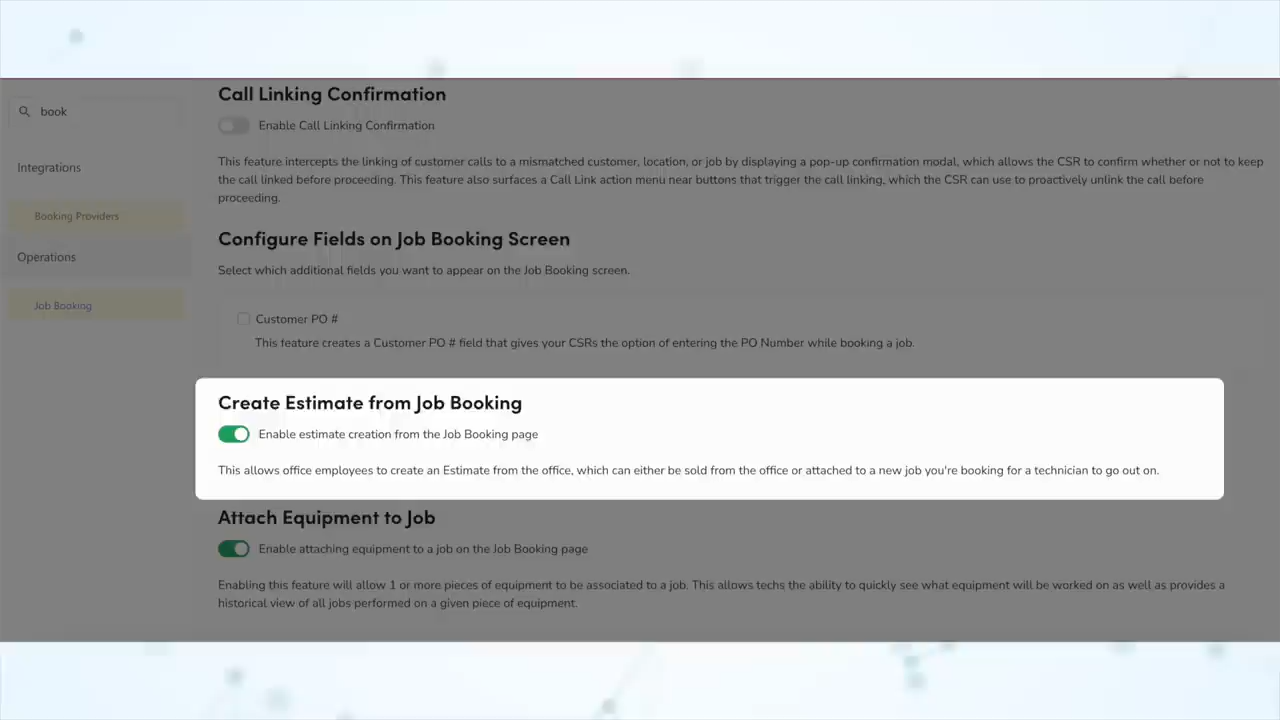 book
Integrations
Booking Providers
Operations
Job Booking
Call Linking Confirmation
Enable Call Linking Confirmation
This feature intercepts the linking of customer calls to a mismatched customer, location, or job by displaying a pop-up confirmation modal, which allows the CSR to confirm whether or not to keep
the call linked before proceeding. This feature also surfaces a Call Link action menu near buttons that trigger the call linking, which the CSR can use to proactively unlink the call before
proceeding.
Configure Fields on Job Booking Screen
Select which additional fields you want to appear on the Job Booking screen.
Customer PO #
This feature creates a Customer PO # field that gives your CSRs the option of entering the PO Number while booking a job.
Create Estimate from Job Booking
Enable estimate creation from the Job Booking page
This allows office employees to create an Estimate from the office, which can either be sold from the office or attached to a new job you're booking for a technician to go out on.
Attach Equipment to Job
Enable attaching equipment to a job on the Job Booking page
Enabling this feature will allow 1 or more pieces of equipment to be associated to a job. This allows techs the ability to quickly see what equipment will be worked on as well as provides a
historical view of all jobs performed on a given piece of equipment.